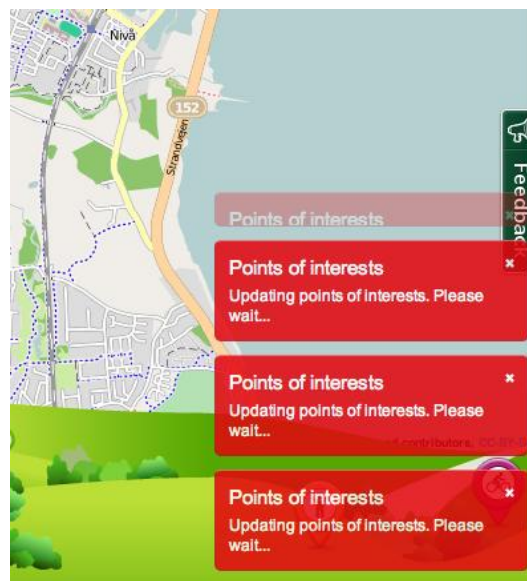 Nivå
152
Strandvejen
Feedback
Points of interests
Points of interests
Updating points of interests. Please
wait...
Points of interests
Updating points of interests. Please
wait...
contributors, CC-BY-
Points of interests
Updating points of interests. Please
wait...